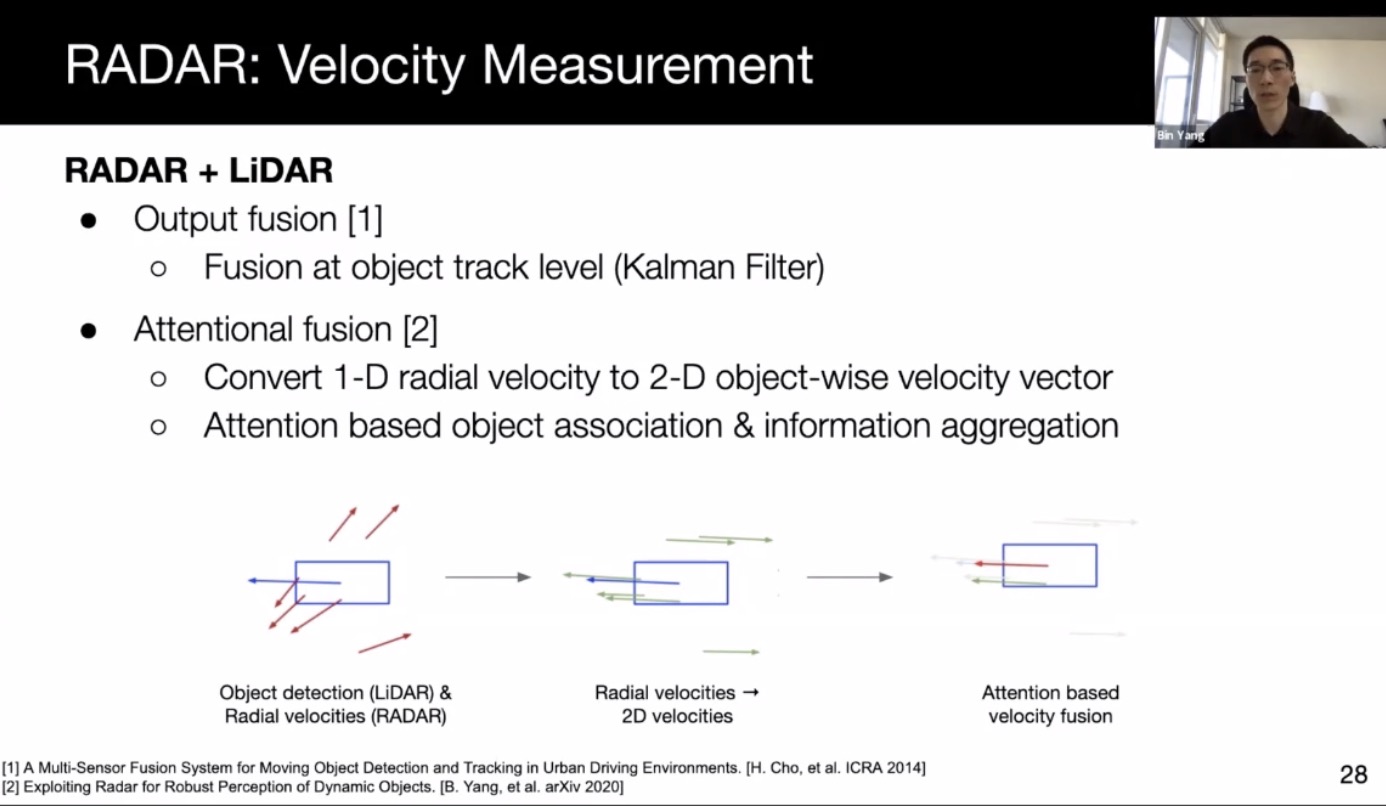 RADAR: Velocity Measurement
Bin Yang
RADAR + LiDAR
● Output fusion [1]
○ Fusion at object track level (Kalman Filter)
● Attentional fusion [2]
○ Convert 1-D radial velocity to 2-D object-wise velocity vector
○ Attention based object association & information aggregation
Object detection (LiDAR) &
Radial velocities (RADAR)
Radial velocities →
2D velocities
Attention based
velocity fusion
[1] A Multi-Sensor Fusion System for Moving Object Detection and Tracking in Urban Driving Environments. [H. Cho, et al. ICRA 2014]
[2] Exploiting Radar for Robust Perception of Dynamic Objects. [B. Yang, et al. arXiv 2020]
28